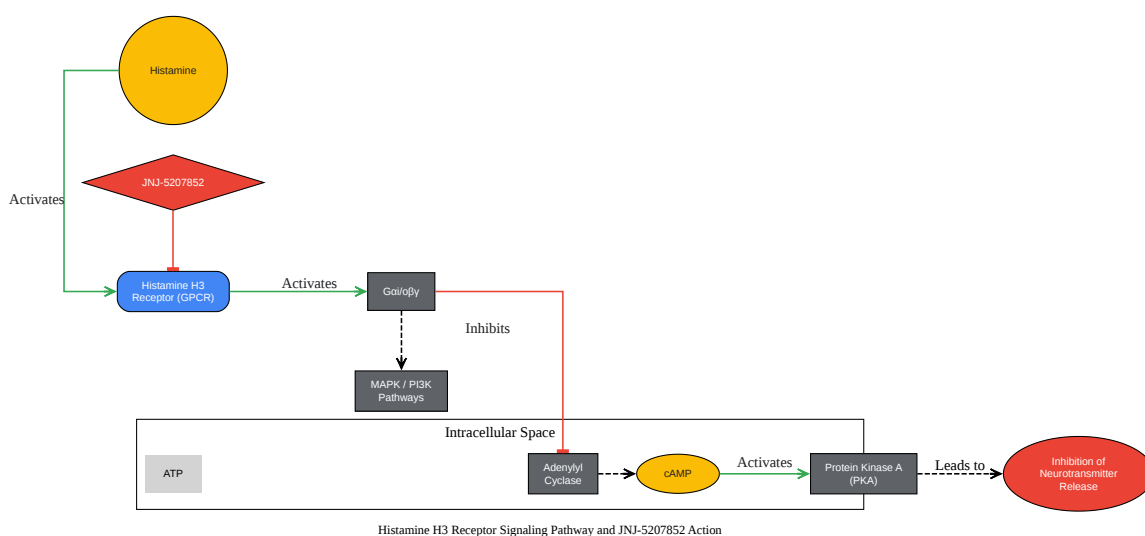 Histamine
JNJ-5207852
Activates
Histamine H3
Receptor (GPCR)
Activates
Gαi/oβγ
Inhibits
MAPK / PI3K
Pathways
Intracellular Space
ATP
Adenylyl
Cyclase
cAMP
Activates
Protein Kinase A
(PKA)
Leads to
Inhibition of
Neurotransmitter
Release
Histamine H3 Receptor Signaling Pathway and JNJ-5207852 Action